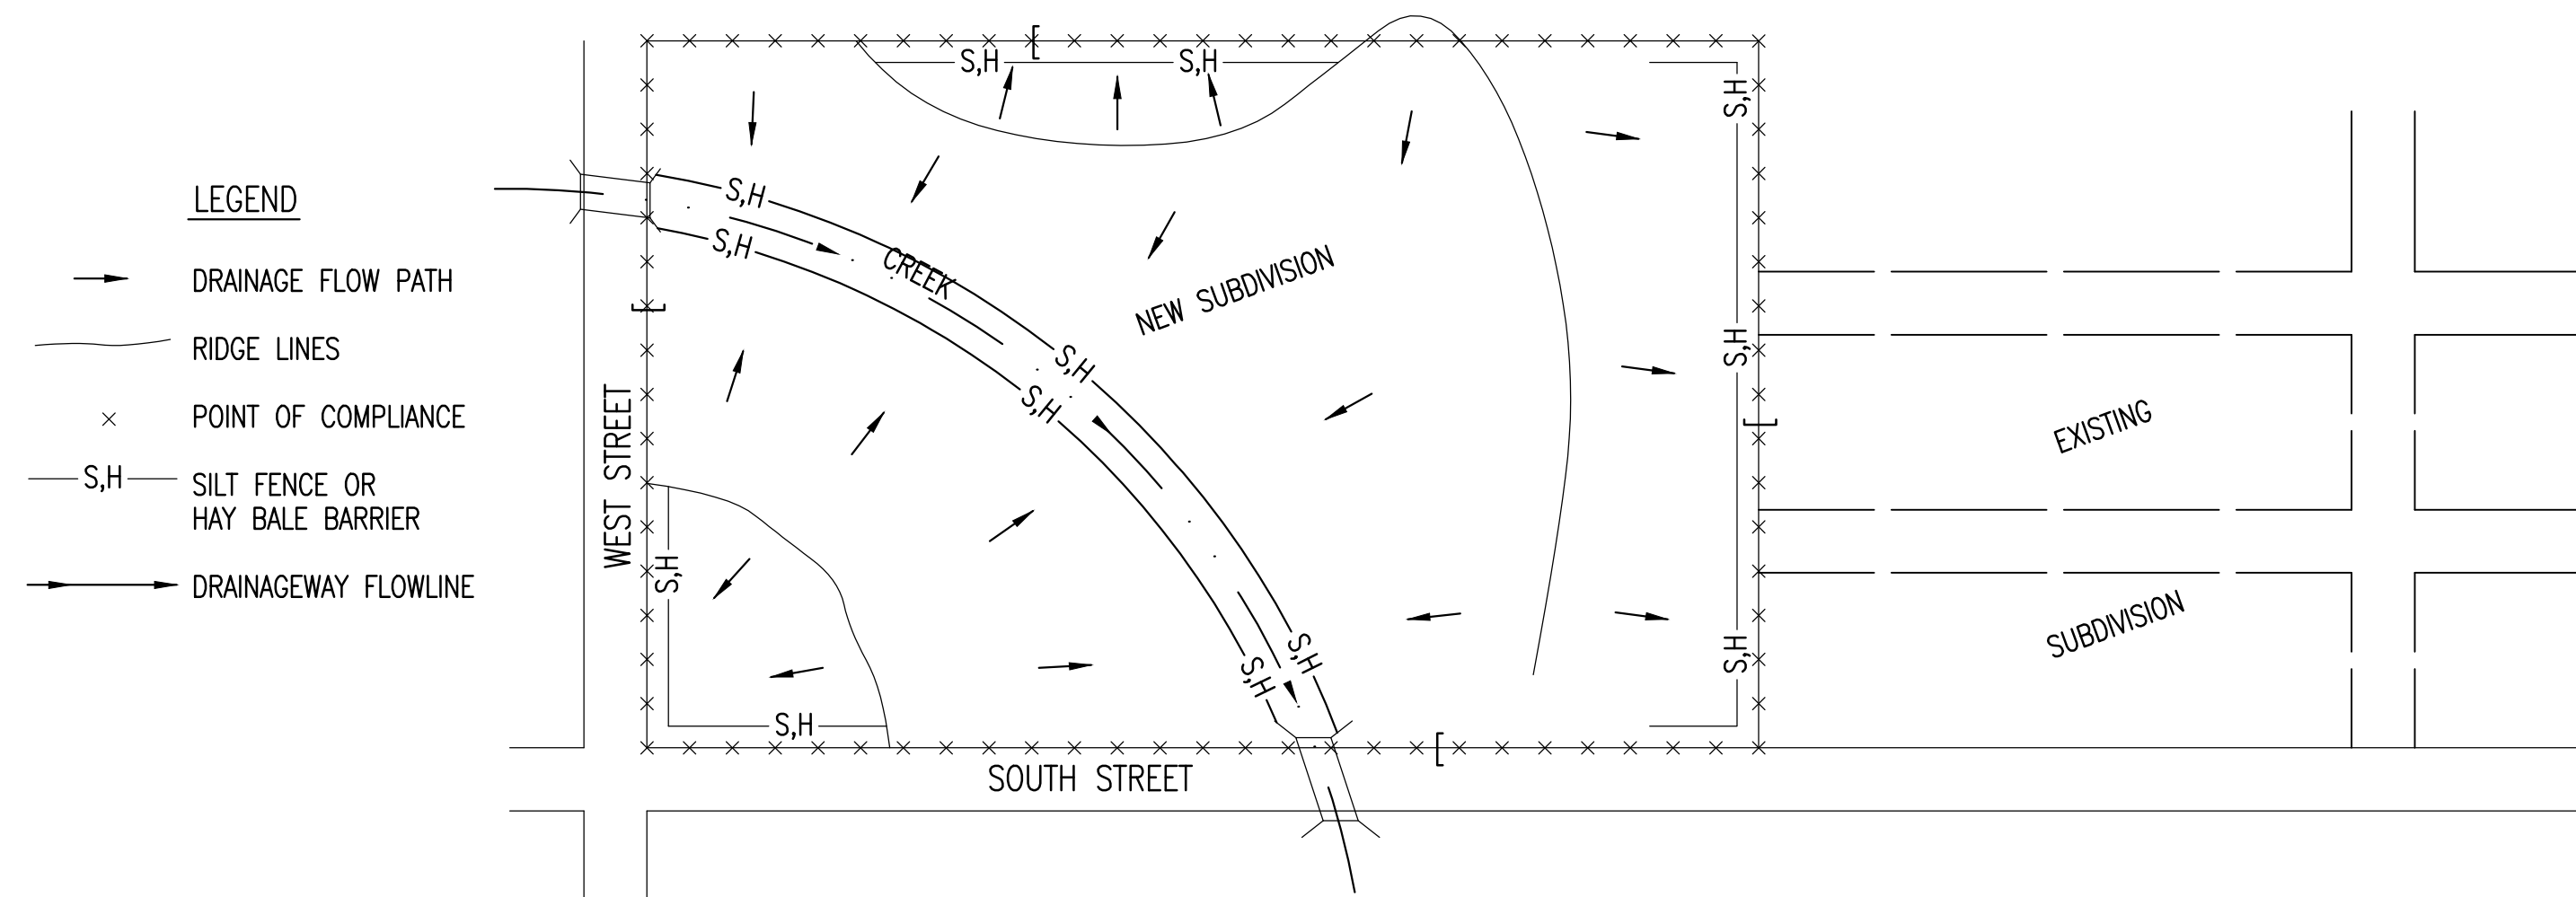 LEGEND
DRAINAGE FLOW PATH
RIDGE LINES
POINT OF COMPLIANCE
S,H
SILT FENCE OR
HAY BALE BARRIER
DRAINAGEWAY FLOWLINE
S,H
S,H
S,H
S,H
S,H
CREEK
NEW SUBDIVISION
S,H
S,H
S,H
WEST STREET
EXISTING
S,H
SUBDIVISION
S,H
S,H
S,H
S,H
SOUTH STREET